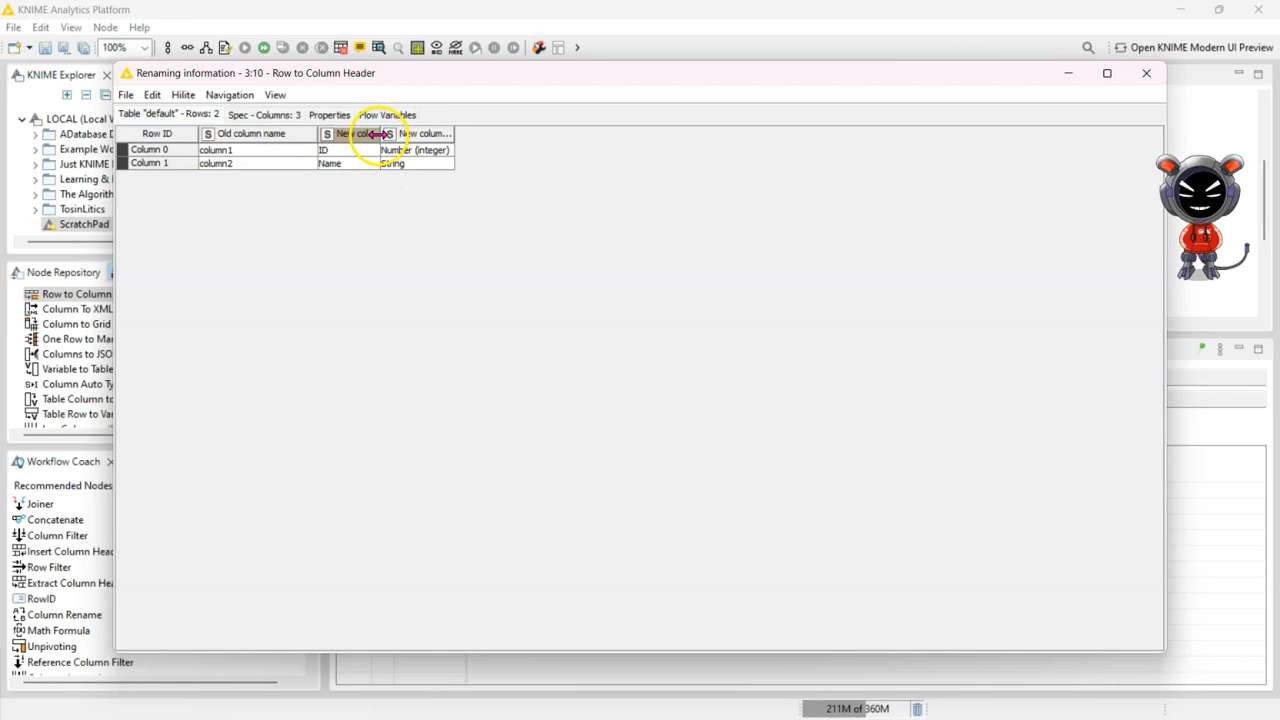 KNIME Analytics Platform
File Edit View Node Help
100%
Open KNIME Modern UI Preview
KNIME Explorer
Renaming information - 3:10 - Row to Column Header
File Edit Hilite Navigation View
Table "default" - Rows: 2 Spec - Columns: 3 Properties Flow Variables
Row ID S Old column name S New colu S New colum...
Column 0 column1 ID Number (integer)
Column 1 column2 Name String
LOCAL (Local W
ADatabase D
Example Wo
Just KNIME
Learning &
The Algorith
TosinLitics
ScratchPad
Node Repository
Row to Column
Column To XML
Column to Grid
One Row to Ma
Columns to JSO
Variable to Table
Column Auto Ty
Table Column to
Table Row to Var
Workflow Coach
Recommended Nodes
Joiner
Concatenate
Column Filter
Insert Column Head
Row Filter
Extract Column Hea
RowID
Column Rename
Math Formula
Unpivoting
Reference Column Filter
211M of 360M